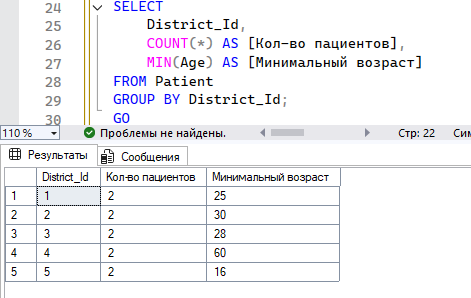 24 SELECT
25 District_Id,
26 COUNT(*) AS [Кол-во пациентов],
27 MIN(Age) AS [Минимальный возраст]
28 FROM Patient
29 GROUP BY District_Id;
30 GO
110 % Проблемы не найдены. Стр: 22 Сим
Результаты Сообщения
District_Id Кол-во пациентов Минимальный возраст
1 1 2 25
2 2 2 30
3 3 2 28
4 4 2 60
5 5 2 16